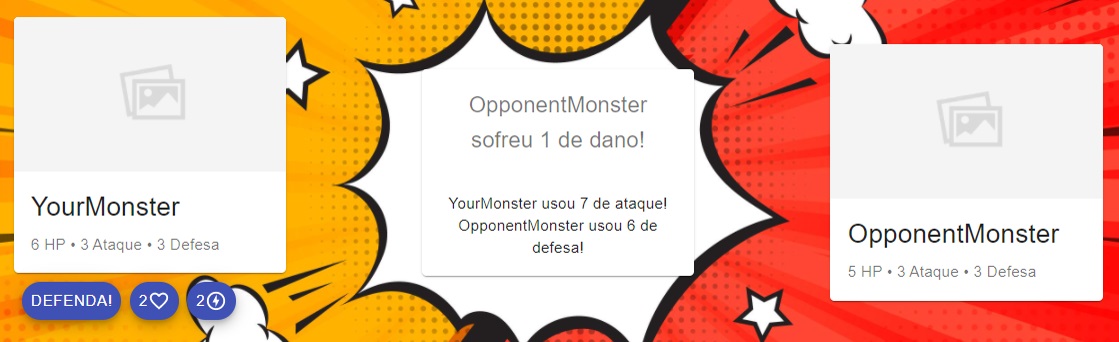 YourMonster
6 HP • 3 Ataque • 3 Defesa
DEFENDA!
2
2
OpponentMonster
sofreu 1 de dano!
YourMonster usou 7 de ataque!
OpponentMonster usou 6 de
defesa!
OpponentMonster
5 HP • 3 Ataque • 3 Defesa